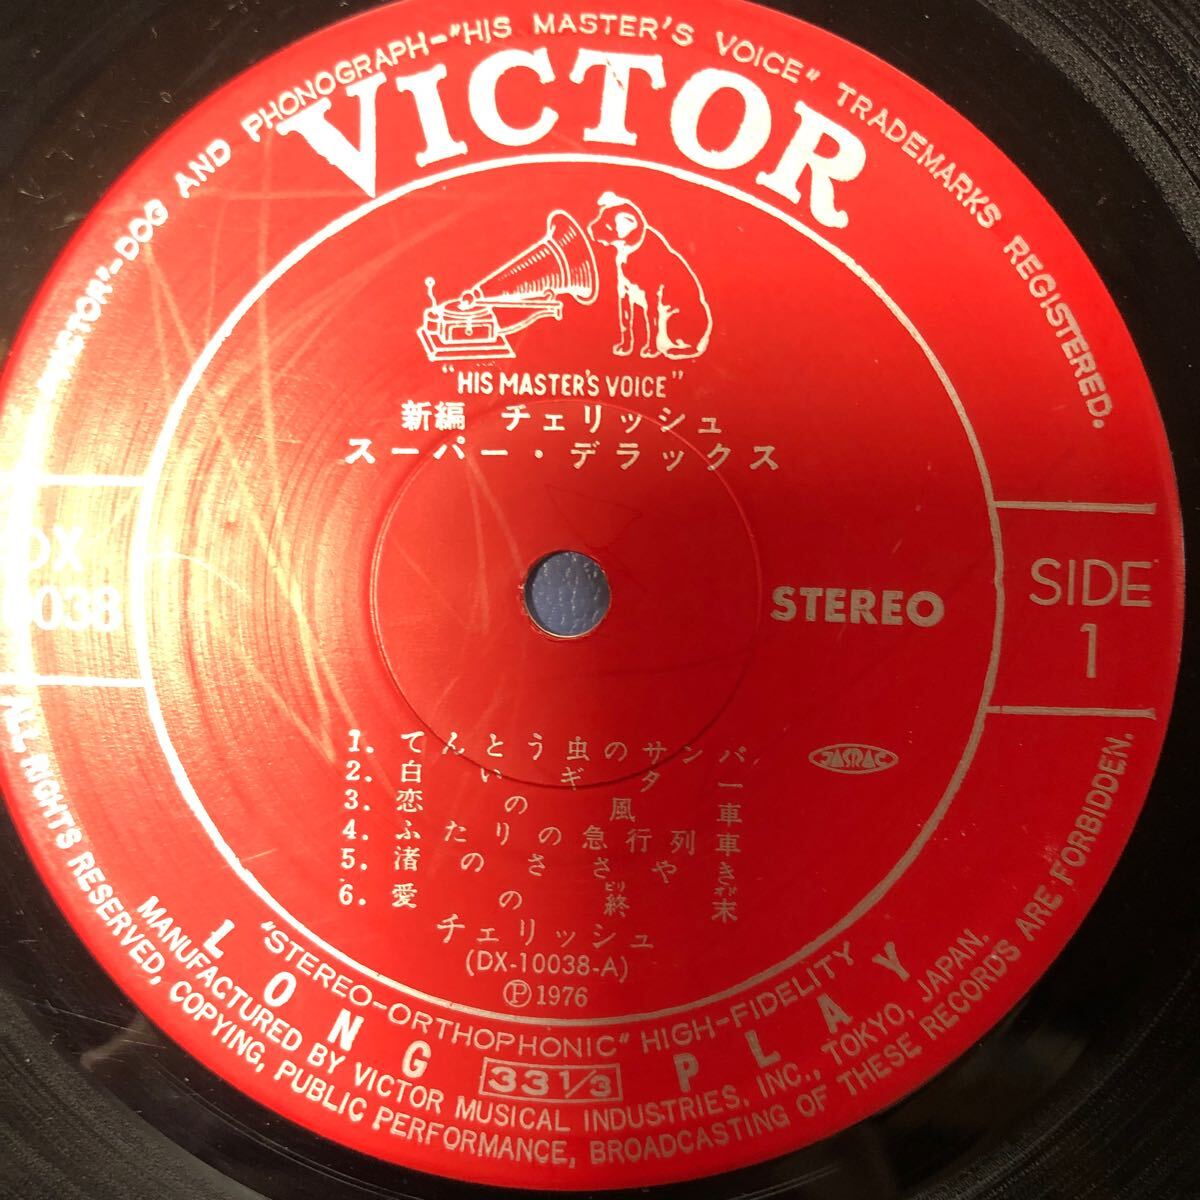 "VICTOR"-DOG AND PHONOGRAPH-"HIS MASTER'S VOICE" TRADEMARKS REGISTERED.
VICTOR
"HIS MASTER'S VOICE"
新編 チェリッシュ
スーパー・デラックス
DX
10038
STEREO
SIDE
1
1. てんとう虫のサンバ
2. 白いギター
3. 恋の風車
4. ふたりの急行列車
5. 渚のささやき
6. 愛の終末
ピリオド
JASRAC
チェリッシュ
(DX-10038-A)
Ⓟ1976
"STEREO-ORTHOPHONIC" HIGH-FIDELITY
LONG 33 1/3 PLAY
MANUFACTURED BY VICTOR MUSICAL INDUSTRIES, INC., TOKYO, JAPAN.
ALL RIGHTS RESERVED, COPYING, PUBLIC PERFORMANCE, BROADCASTING OF THESE RECORDS ARE FORBIDDEN.